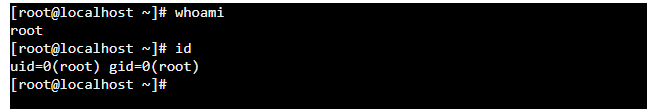 [root@localhost ~]# whoami
root
[root@localhost ~]# id
uid=0(root) gid=0(root)
[root@localhost ~]#